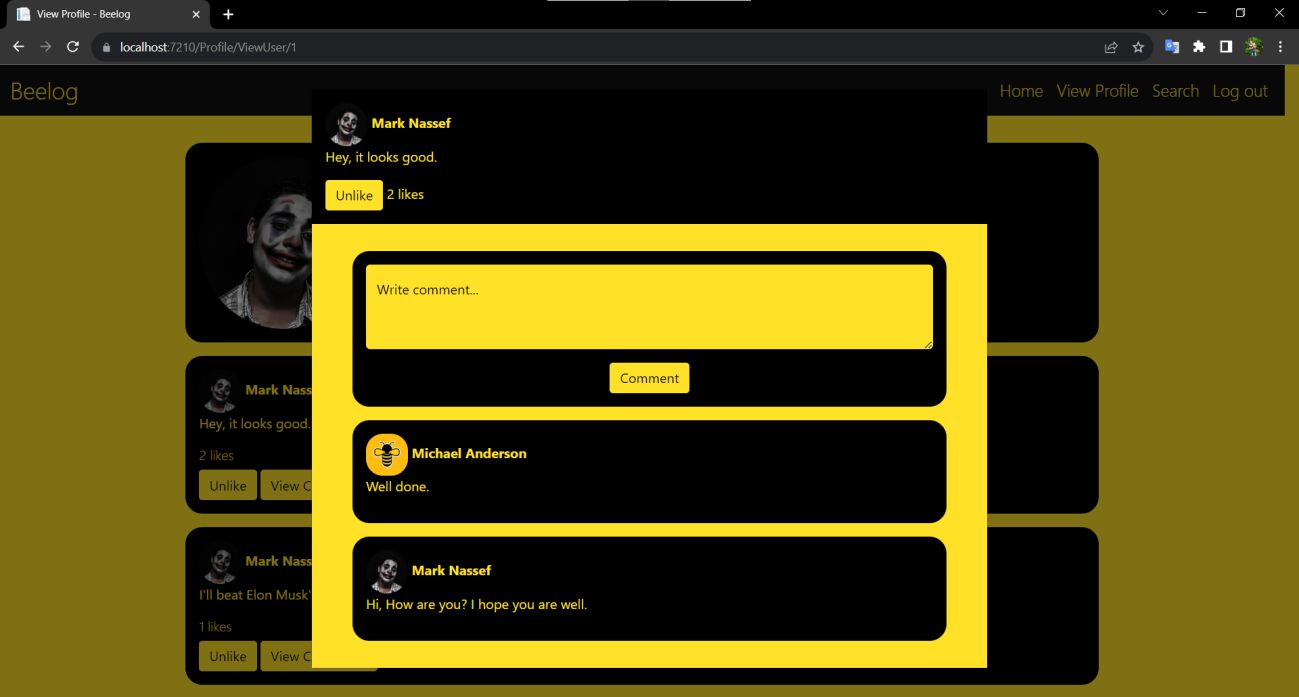 View Profile - Beelog
localhost:7210/Profile/ViewUser/1
Beelog
Home View Profile Search Log out
Mark Nassef
Hey, it looks good.
Unlike 2 likes
Write comment...
Comment
Michael Anderson
Well done.
Mark Nassef
Hi, How are you? I hope you are well.
Mark Nass
Hey, it looks good.
2 likes
Unlike View C
Mark Nass
I'll beat Elon Musk'
1 likes
Unlike View C